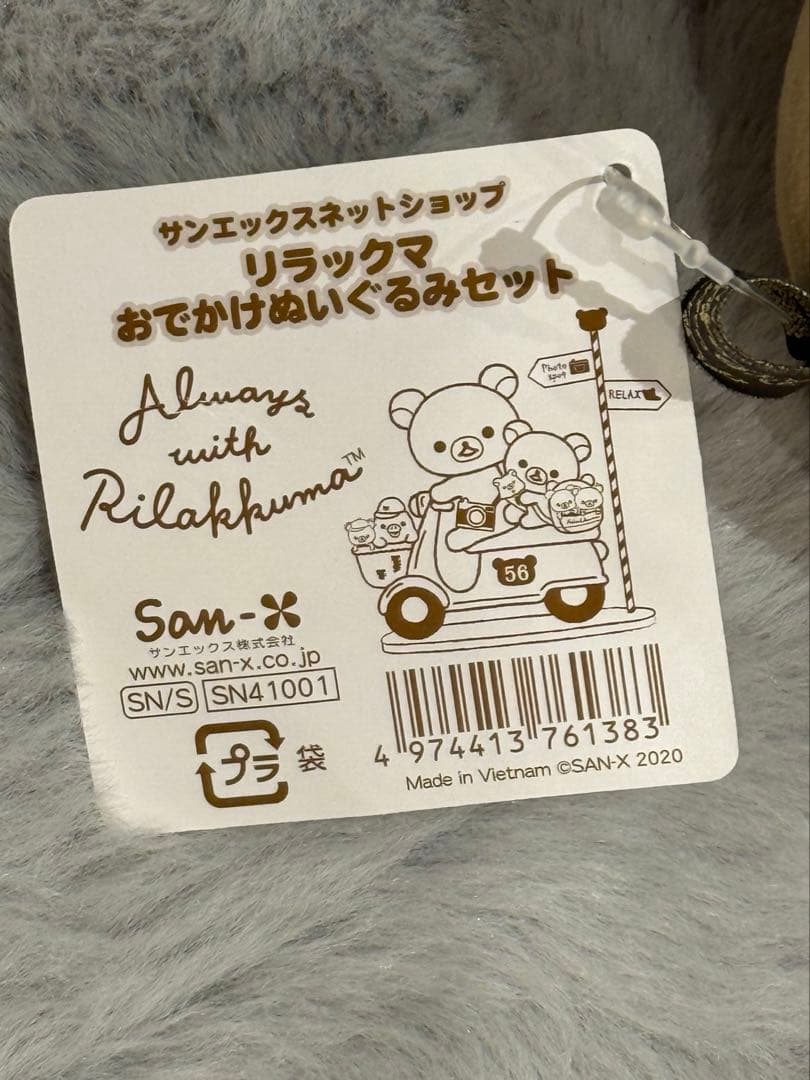 サンエックスネットショップ
リラックマ
おでかけぬいぐるみセット
Always
with
Rilakkuma™
Photo
spot
RELAX
56
San-X
サンエックス株式会社
www.san-x.co.jp
SN/S SN41001
プラ 袋
4 974413 761383
Made in Vietnam ©SAN-X 2020